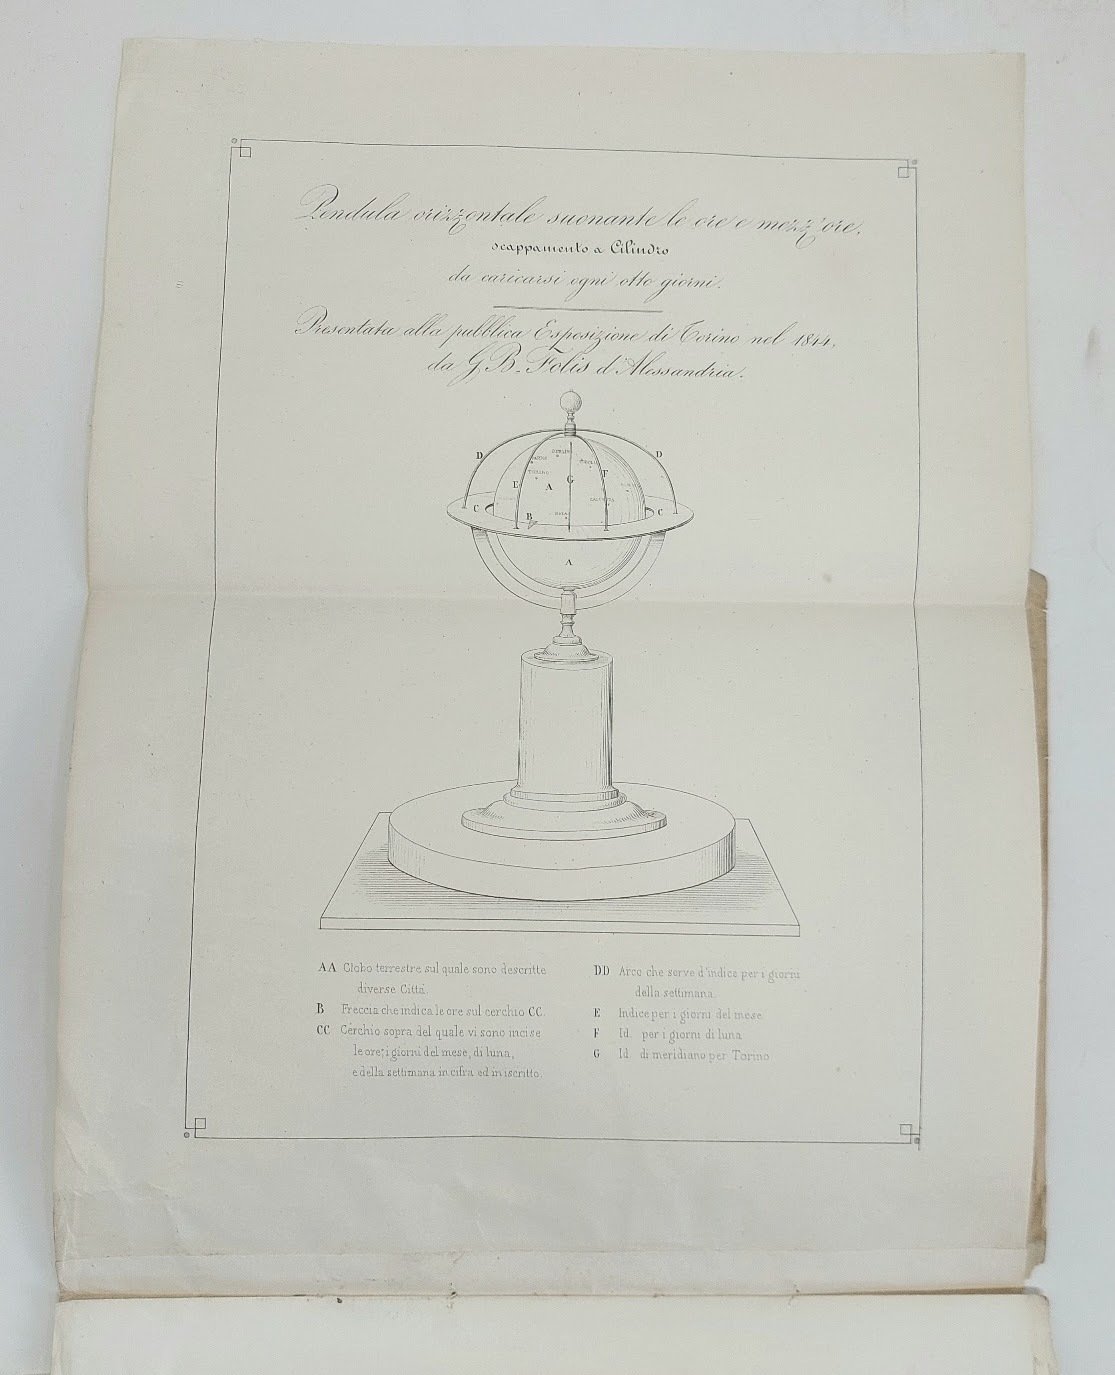 Pendula orizzontale suonante le ore e mezz'ore,
scappamento a Cilindro
da caricarsi ogni otto giorni.
Presentata alla pubblica Esposizione di Torino nel 1844,
da G. B. Folis d'Alessandria.
D
D
E
A
G
F
TORINO
C
B
C
A
AA Globo terrestre sul quale sono descritte
diverse Città.
B Freccia che indica le ore sul cerchio CC.
CC Cerchio sopra del quale vi sono incise
le ore, i giorni del mese, di luna,
e della settimana in cifra ed in iscritto.
DD Arco che serve d'indice per i giorni
della settimana.
E Indice per i giorni del mese
F Id. per i giorni di luna
G Id. di meridiano per Torino